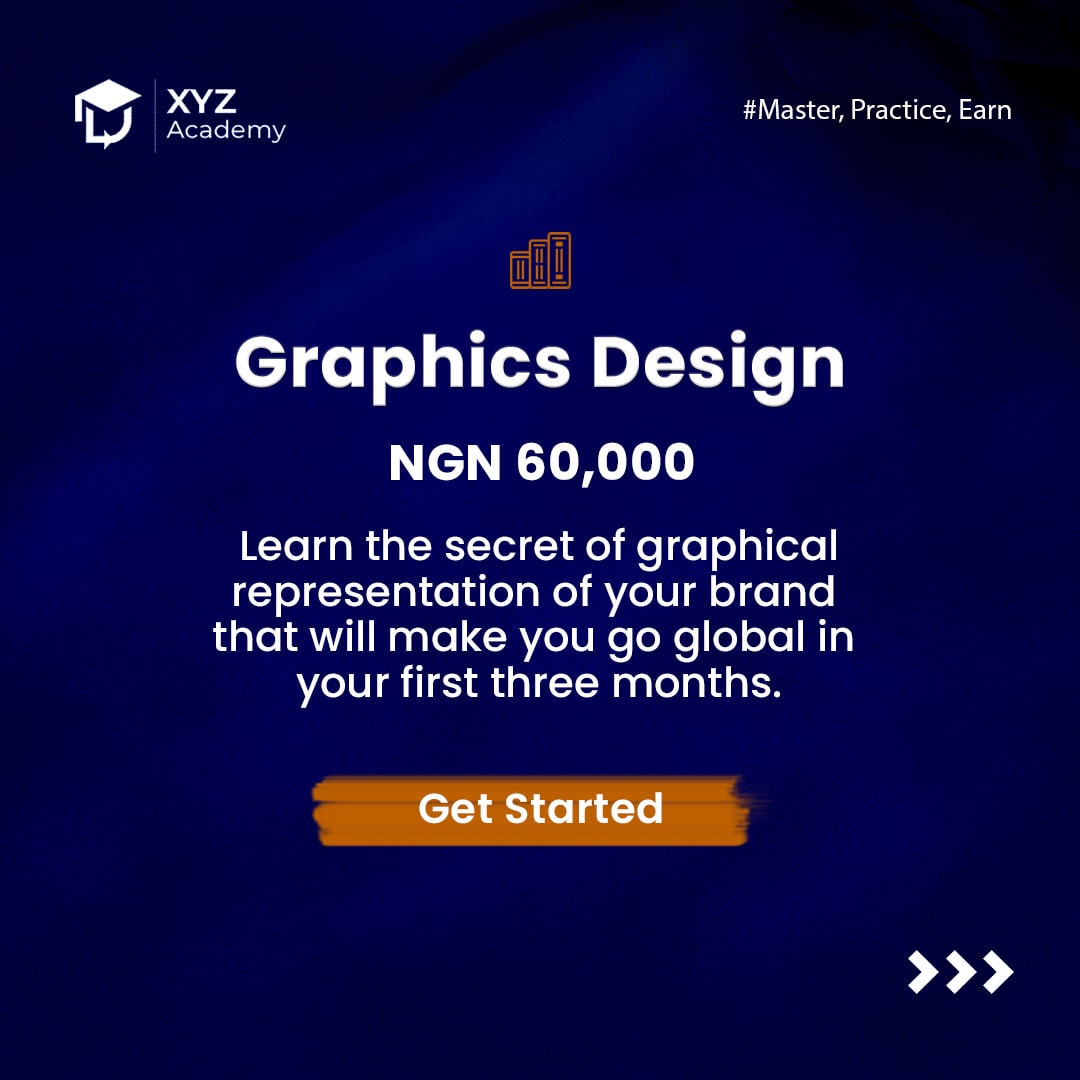 XYZ
Academy
#Master, Practice, Earn
Graphics Design
NGN 60,000
Learn the secret of graphical
representation of your brand
that will make you go global in
your first three months.
Get Started